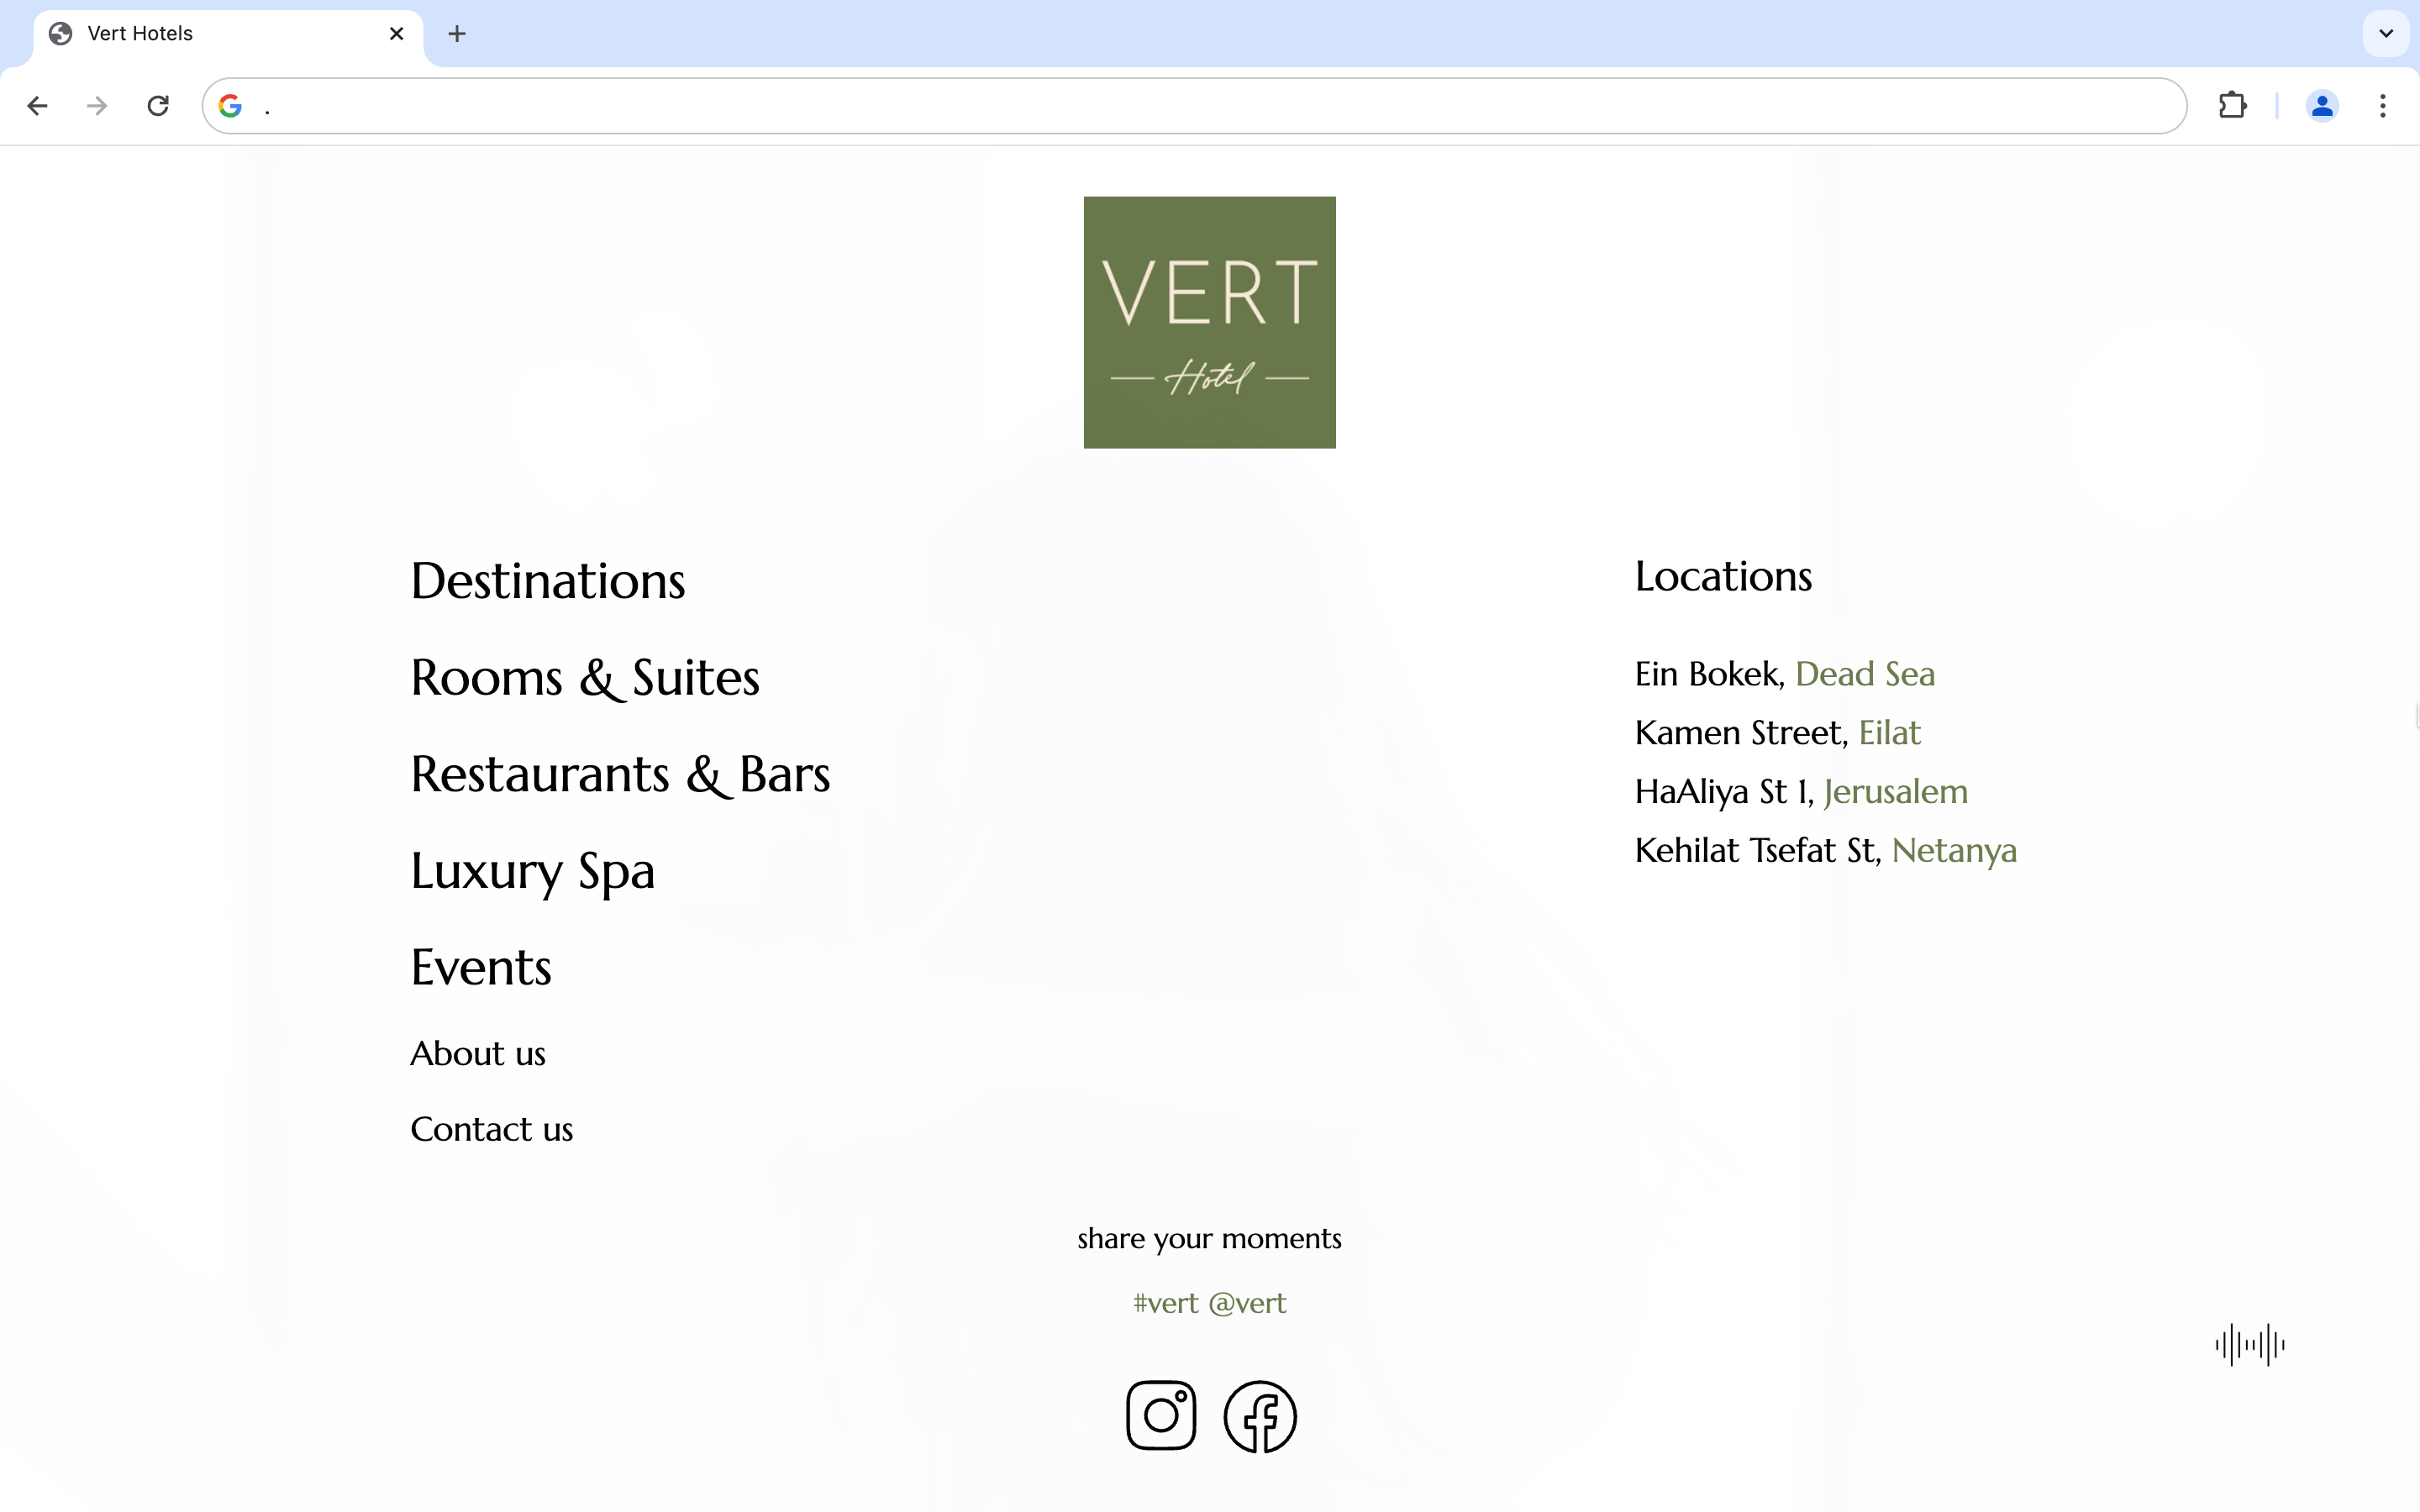 Vert Hotels
.
VERT
Hotel
Destinations
Rooms & Suites
Restaurants & Bars
Luxury Spa
Events
About us
Contact us
Locations
Ein Bokek, Dead Sea
Kamen Street, Eilat
HaAliya St 1, Jerusalem
Kehilat Tsefat St, Netanya
share your moments
#vert @vert